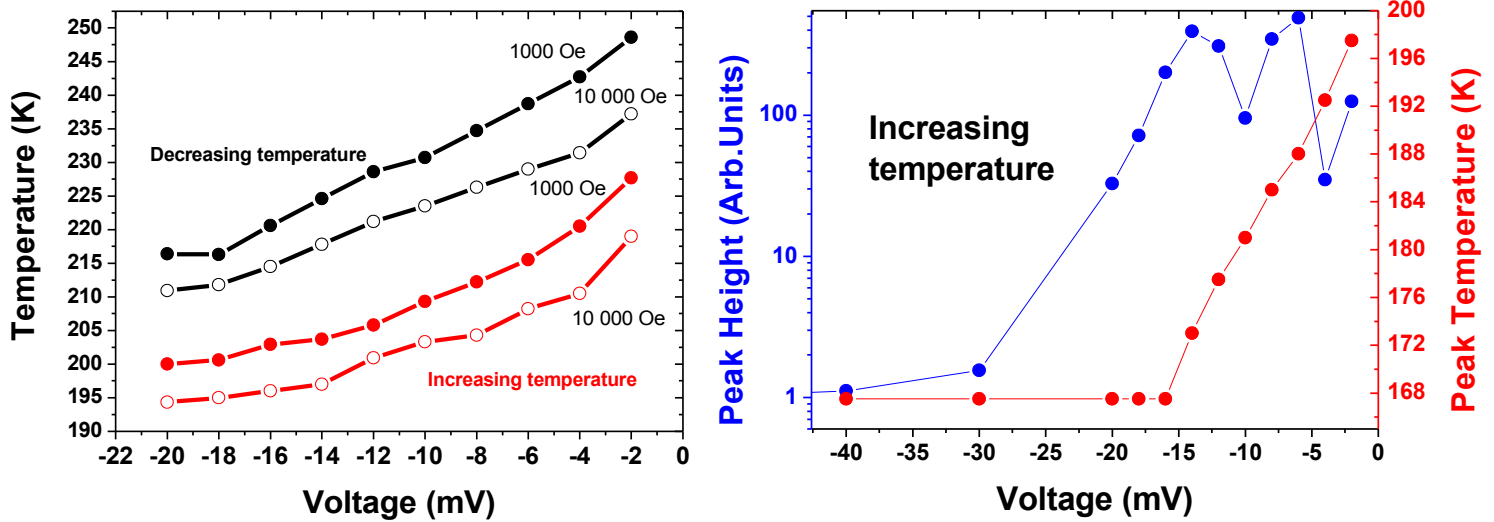 Temperature (K)
250
245
240
235
230
225
220
215
210
205
200
195
190
1000 Oe
10 000 Oe
Decreasing temperature
1000 Oe
10 000 Oe
Increasing temperature
-22 -20 -18 -16 -14 -12 -10 -8 -6 -4 -2 0
Voltage (mV)
Peak Height (Arb.Units)
100
10
1
Increasing
temperature
200
196
192
188
184
180
176
172
168
Peak Temperature (K)
-40 -35 -30 -25 -20 -15 -10 -5 0
Voltage (mV)